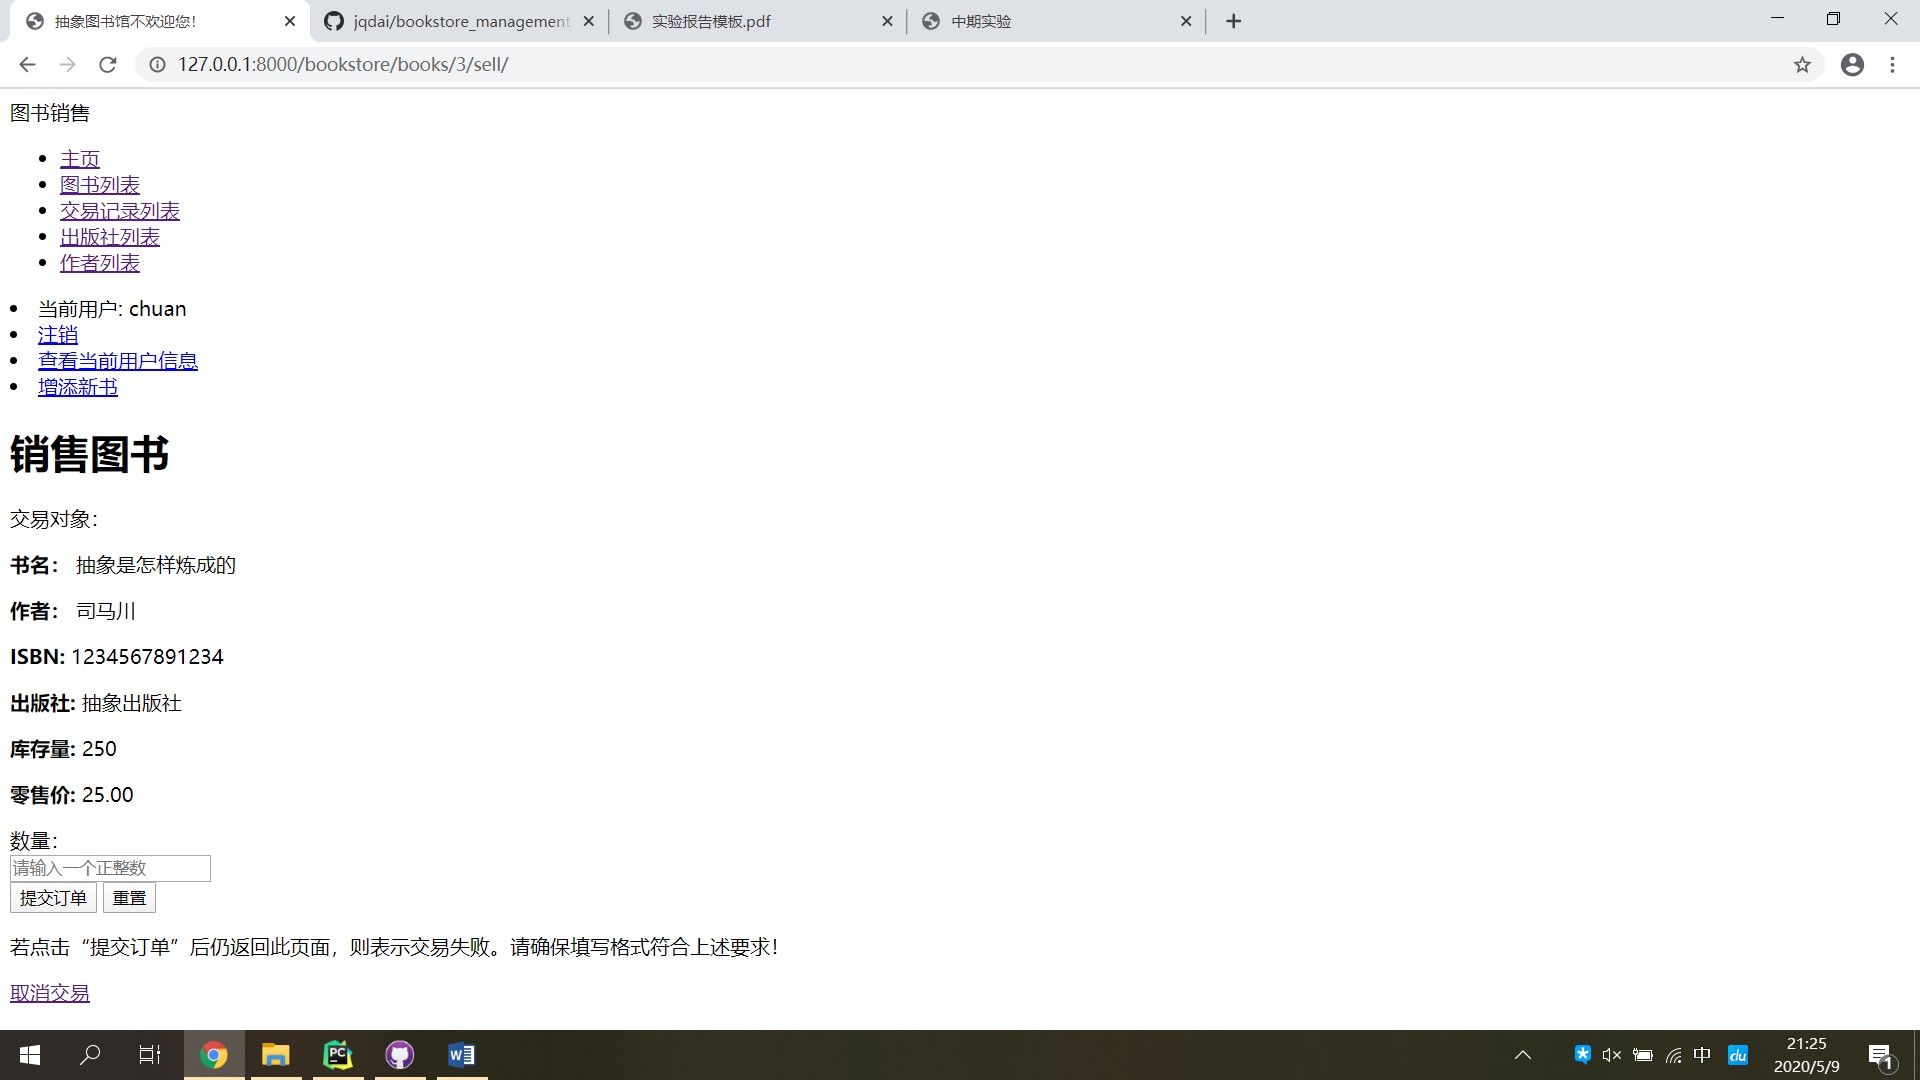 抽象图书馆不欢迎您！
jqdai/bookstore_management
实验报告模板.pdf
中期实验
127.0.0.1:8000/bookstore/books/3/sell/
图书销售
主页
图书列表
交易记录列表
出版社列表
作者列表
当前用户: chuan
注销
查看当前用户信息
增添新书
销售图书
交易对象：
书名： 抽象是怎样炼成的
作者： 司马川
ISBN: 1234567891234
出版社: 抽象出版社
库存量: 250
零售价: 25.00
数量：
请输入一个正整数
提交订单 重置
若点击“提交订单”后仍返回此页面，则表示交易失败。请确保填写格式符合上述要求！
取消交易
PC
W
中
du
21:25
2020/5/9
1